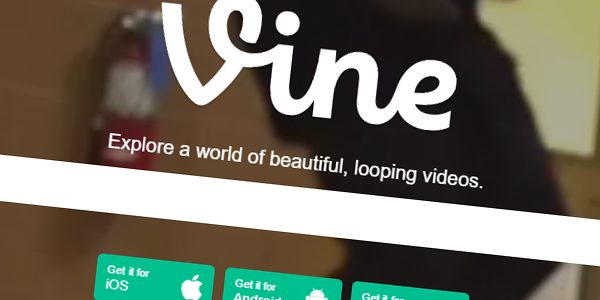 Vine
Explore a world of beautiful, looping videos.
Get it for
iOS
Get it for
Android
Get it for